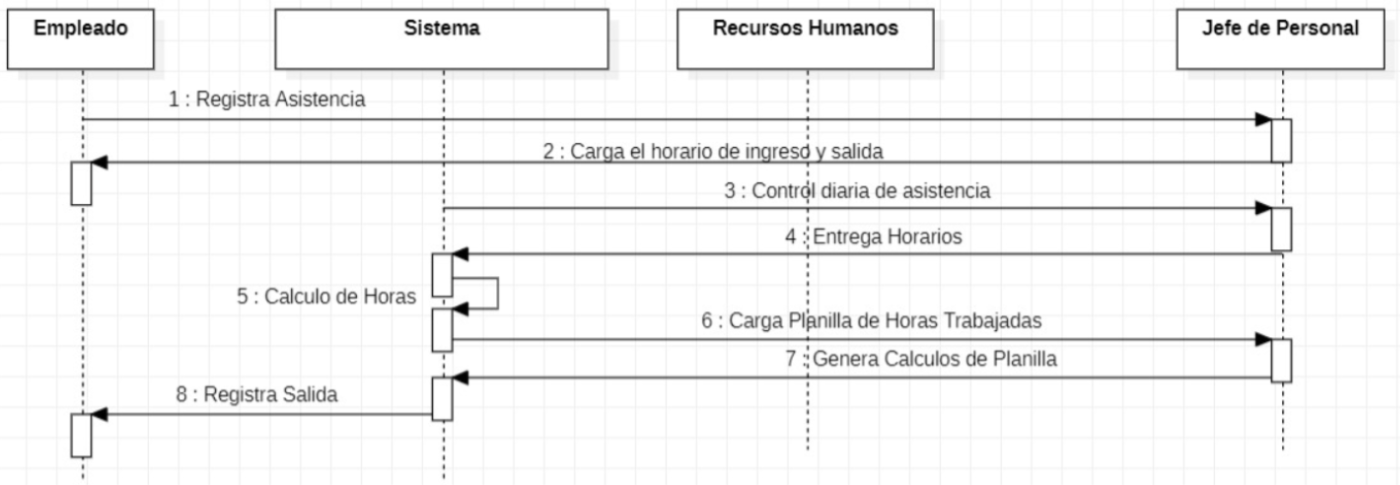 Empleado
Sistema
Recursos Humanos
Jefe de Personal
1 : Registra Asistencia
2 : Carga el horario de ingreso y salida
3 : Control diaria de asistencia
4 : Entrega Horarios
5 : Calculo de Horas
6 : Carga Planilla de Horas Trabajadas
7 : Genera Calculos de Planilla
8 : Registra Salida